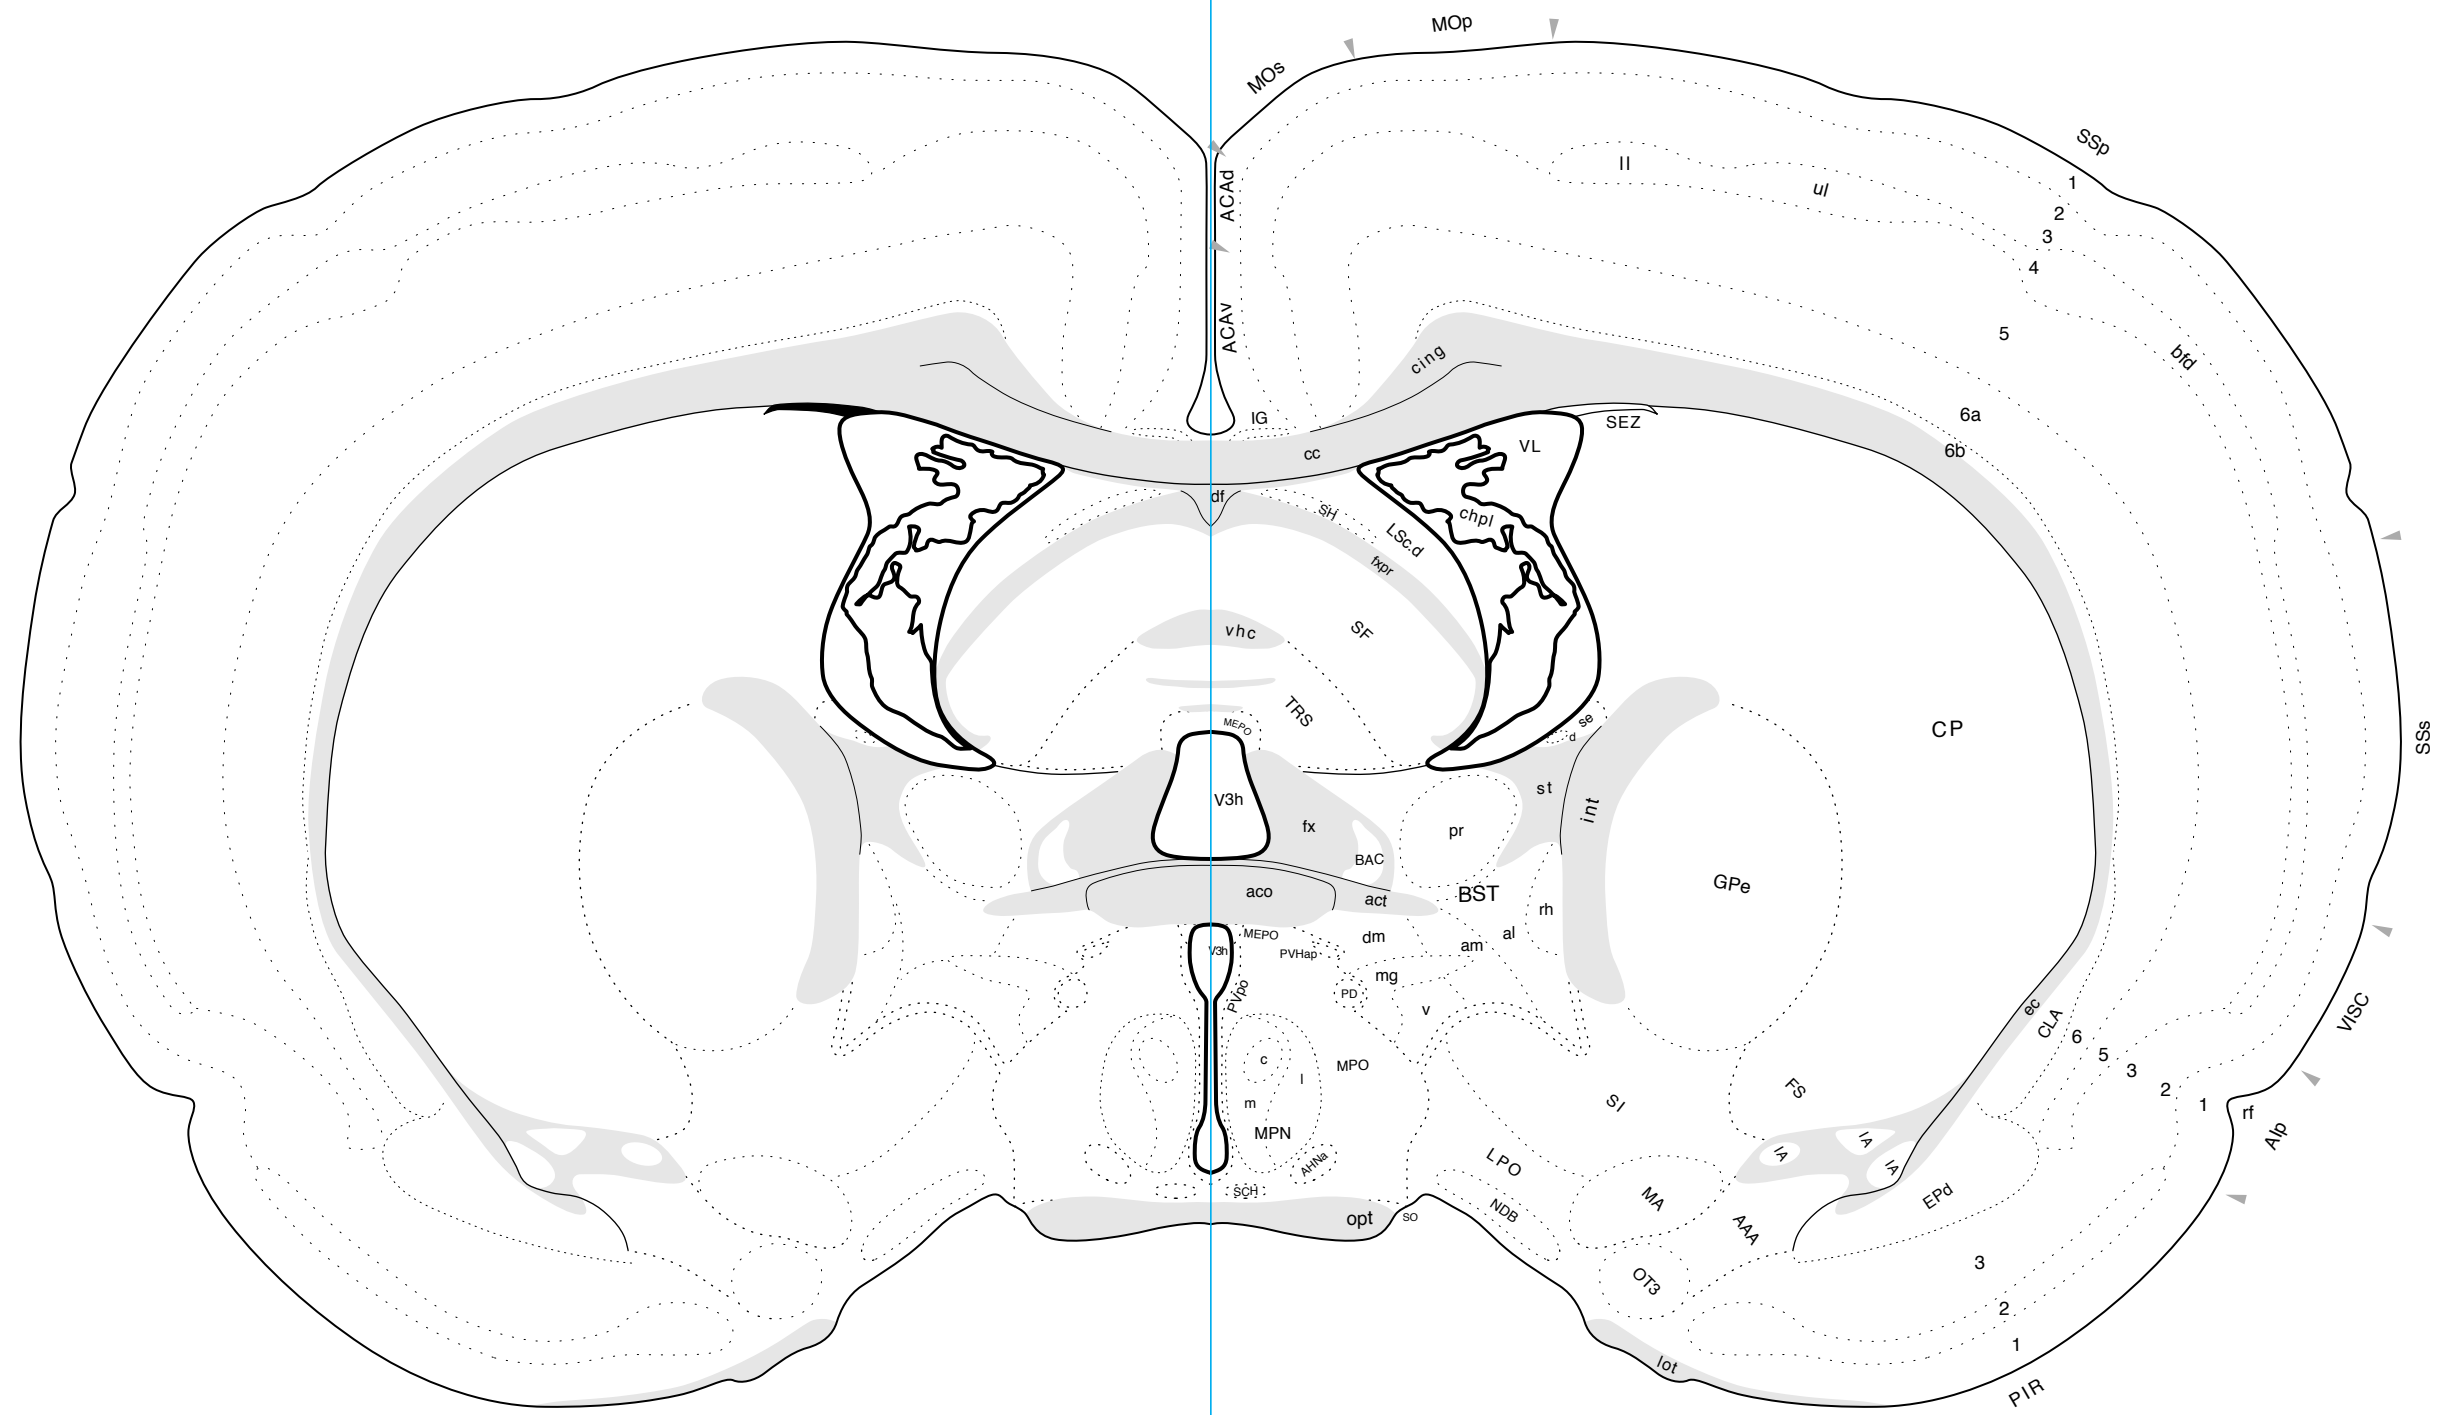 MOp
MOs
SSp
ACAd
ll
ul
1
2
3
4
5
bfd
ACAv
cing
IG
SEZ
6a
VL
cc
6b
df
SH
chpl
LSc.d
fxpr
vhc
SF
TRS
MEPO
se
d
CP
SSs
V3h
st
int
fx
pr
BAC
GPe
aco
act
BST
rh
MEPO
dm
am
al
V3h
PVHap
mg
PVpo
PD
v
ec
VISC
CLA
6
5
3
2
1
rf
AIp
c
l
MPO
m
SI
FS
MPN
IA
IA
IA
AHNa
LPO
SCH
MA
EPd
opt
SO
NDB
AAA
3
OT3
2
1
lot
PIR